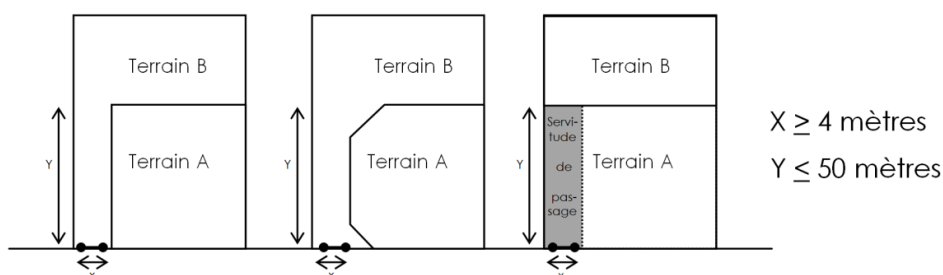 Terrain B
Terrain B
Terrain B
Y
Terrain A
Y
Terrain A
Y
Servi-
tude
de
pas-
sage
Terrain A
X ≥ 4 mètres
Y ≤ 50 mètres
X
X
X